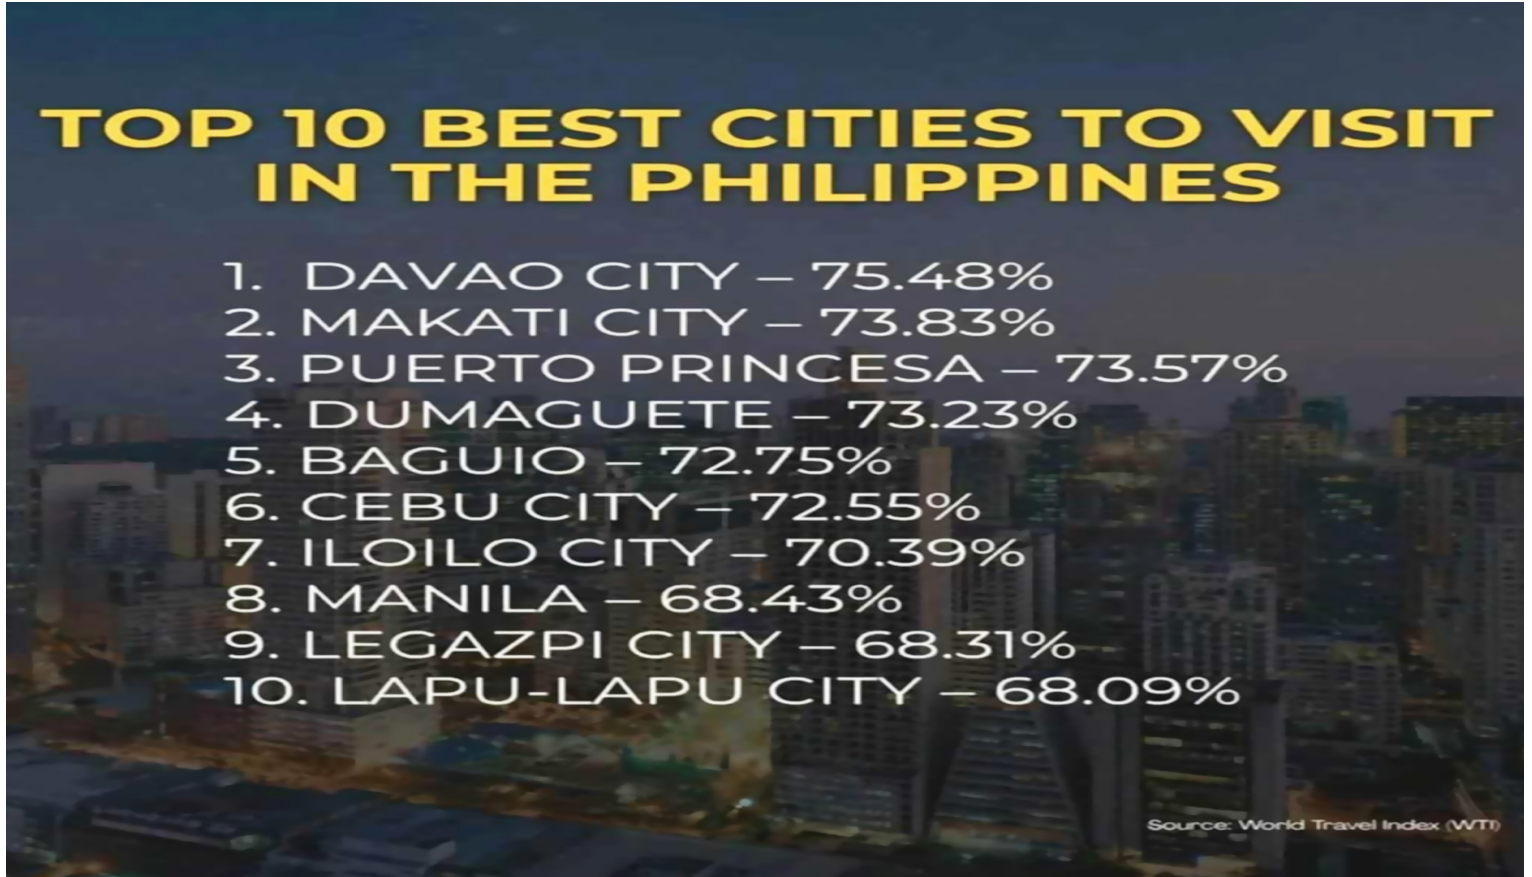 TOP 10 BEST CITIES TO VISIT
IN THE PHILIPPINES
1. DAVAO CITY – 75.48%
2. MAKATI CITY – 73.83%
3. PUERTO PRINCESA – 73.57%
4. DUMAGUETE – 73.23%
5. BAGUIO – 72.75%
6. CEBU CITY – 72.55%
7. ILOILO CITY – 70.39%
8. MANILA – 68.43%
9. LEGAZPI CITY – 68.31%
10. LAPU-LAPU CITY – 68.09%
Source: World Travel Index (WTI)